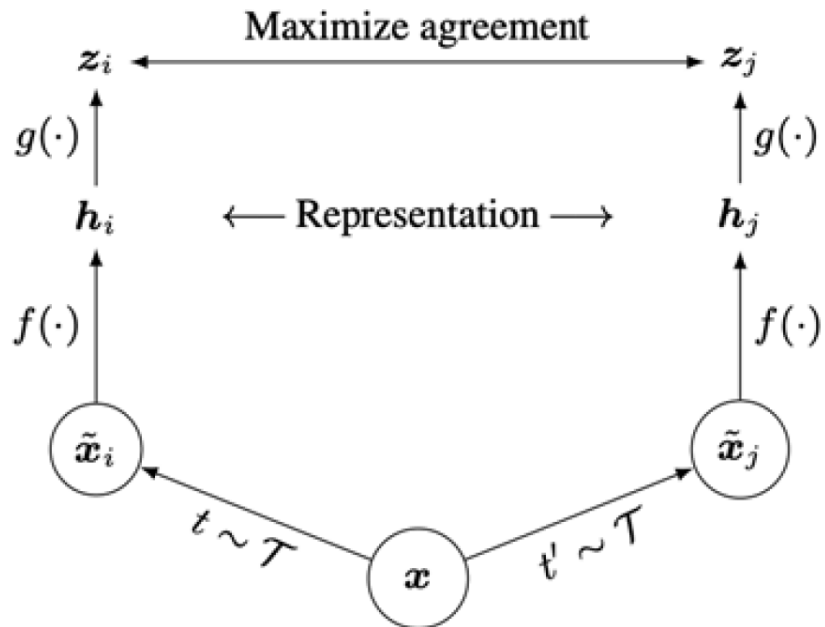 Maximize agreement
z_i z_j
g(·) g(·)
h_i ← Representation → h_j
f(·) f(·)
x̃_i x̃_j
t ∼ 𝒯 t' ∼ 𝒯
x